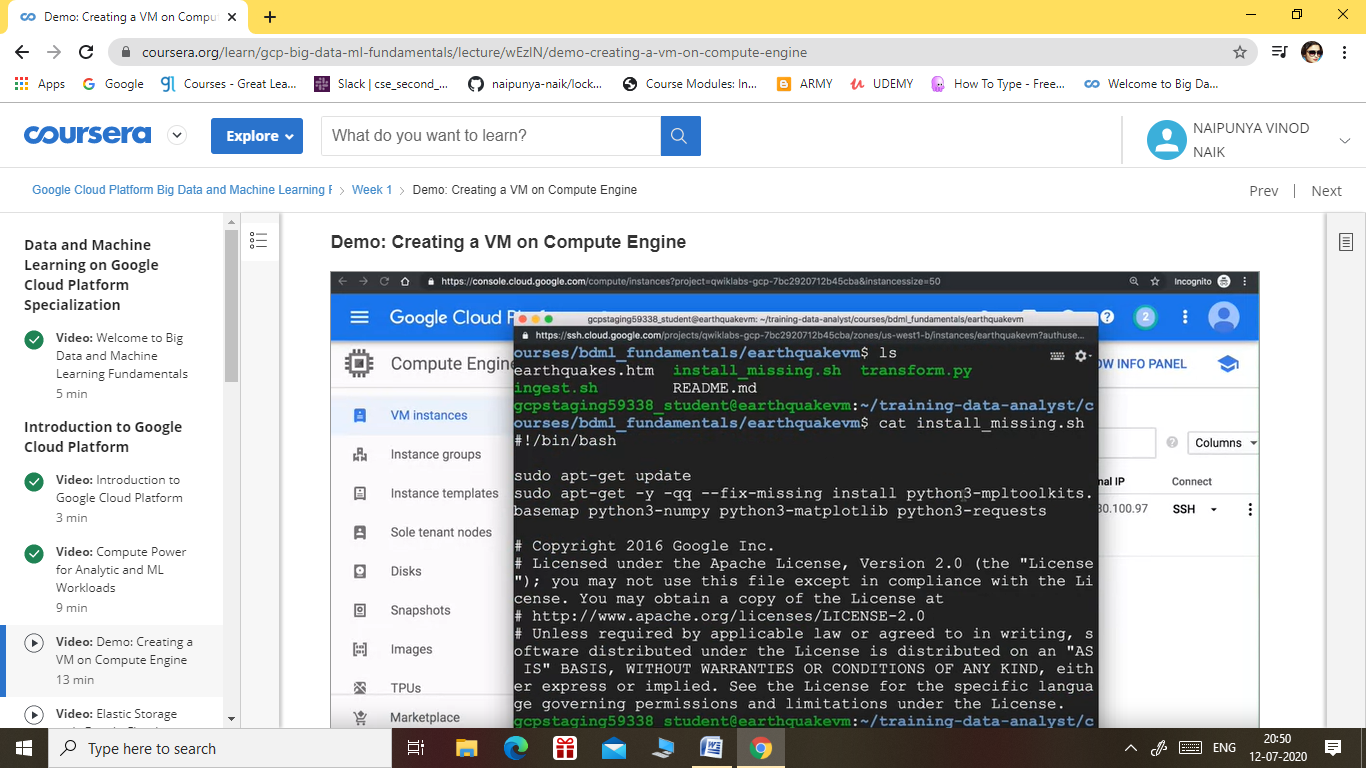 Demo: Creating a VM on Compu
coursera.org/learn/gcp-big-data-ml-fundamentals/lecture/wEzIN/demo-creating-a-vm-on-compute-engine
Apps
Google
Courses - Great Lea...
Slack | cse_second_...
naipunya-naik/lock...
Course Modules: In...
ARMY
UDEMY
How To Type - Free...
Welcome to Big Da...
coursera
Explore
What do you want to learn?
NAIPUNYA VINOD
NAIK
Google Cloud Platform Big Data and Machine Learning F
Week 1
Demo: Creating a VM on Compute Engine
Prev | Next
Data and Machine
Learning on Google
Cloud Platform
Specialization
Video: Welcome to Big
Data and Machine
Learning Fundamentals
5 min
Introduction to Google
Cloud Platform
Video: Introduction to
Google Cloud Platform
3 min
Video: Compute Power
for Analytic and ML
Workloads
9 min
Video: Demo: Creating a
VM on Compute Engine
13 min
Video: Elastic Storage
Demo: Creating a VM on Compute Engine
https://console.cloud.google.com/compute/instances?project=qwiklabs-gcp-7bc2920712b45cba&instancessize=50
Incognito
Google Cloud Pl
2
Compute Engine
OW INFO PANEL
VM instances
Instance groups
Instance templates
Sole tenant nodes
Disks
Snapshots
Images
TPUs
Marketplace
Columns
nal IP
Connect
80.100.97
SSH
gcpstaging59338_student@earthquakevm: ~/training-data-analyst/courses/bdml_fundamentals/earthquakevm
https://ssh.cloud.google.com/projects/qwiklabs-gcp-7bc2920712b45cba/zones/us-west1-b/instances/earthquakevm?authuse...
ourses/bdml_fundamentals/earthquakevm$ ls
earthquakes.htm install_missing.sh transform.py
ingest.sh README.md
gcpstaging59338_student@earthquakevm:~/training-data-analyst/c
ourses/bdml_fundamentals/earthquakevm$ cat install_missing.sh
#!/bin/bash
sudo apt-get update
sudo apt-get -y -qq --fix-missing install python3-mpltoolkits.
basemap python3-numpy python3-matplotlib python3-requests
# Copyright 2016 Google Inc.
# Licensed under the Apache License, Version 2.0 (the "License
"); you may not use this file except in compliance with the Li
cense. You may obtain a copy of the License at
# http://www.apache.org/licenses/LICENSE-2.0
# Unless required by applicable law or agreed to in writing, s
oftware distributed under the License is distributed on an "AS
IS" BASIS, WITHOUT WARRANTIES OR CONDITIONS OF ANY KIND, eith
er express or implied. See the License for the specific langua
ge governing permissions and limitations under the License.
gcpstaging59338_student@earthquakevm:~/training-data-analyst/c
Type here to search
ENG
20:50
12-07-2020